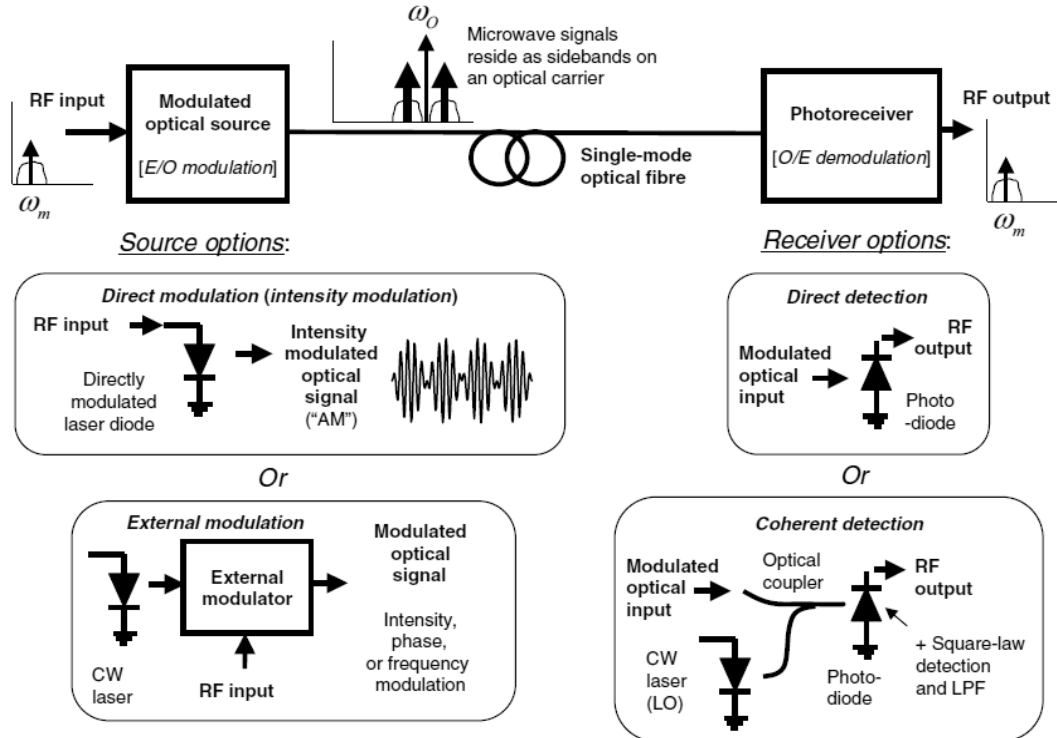 ω_O
Microwave signals
reside as sidebands on
an optical carrier
RF input
ω_m
Modulated
optical source
[E/O modulation]
Single-mode
optical fibre
Photoreceiver
[O/E demodulation]
RF output
ω_m
Source options:
Direct modulation (intensity modulation)
RF input
Directly
modulated
laser diode
Intensity
modulated
optical
signal
("AM")
Or
External modulation
CW
laser
External
modulator
RF input
Modulated
optical
signal
Intensity,
phase,
or frequency
modulation
Receiver options:
Direct detection
Modulated
optical
input
RF
output
Photo
-diode
Or
Coherent detection
Modulated
optical
input
Optical
coupler
CW
laser
(LO)
Photo-
diode
RF
output
+ Square-law
detection
and LPF